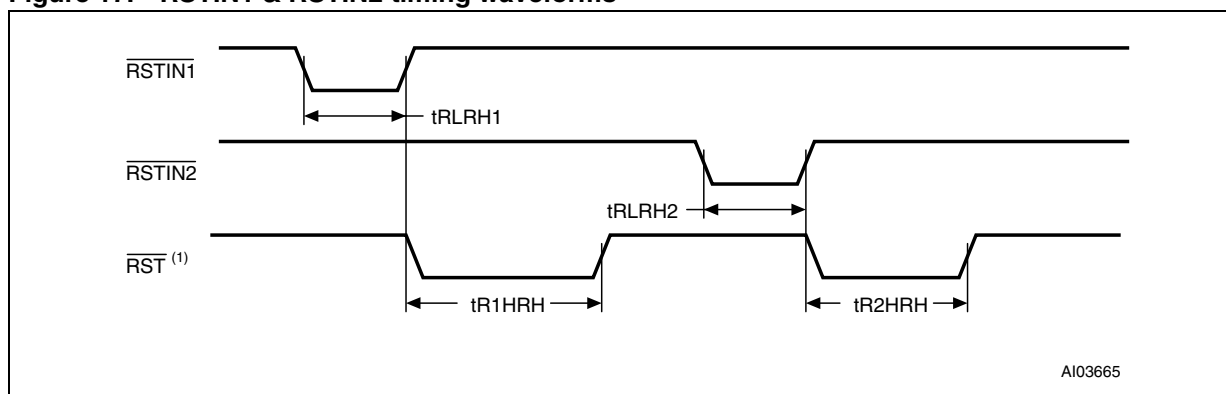 RSTIN1
tRLRH1
RSTIN2
tRLRH2
RST (1)
tR1HRH
tR2HRH
AI03665